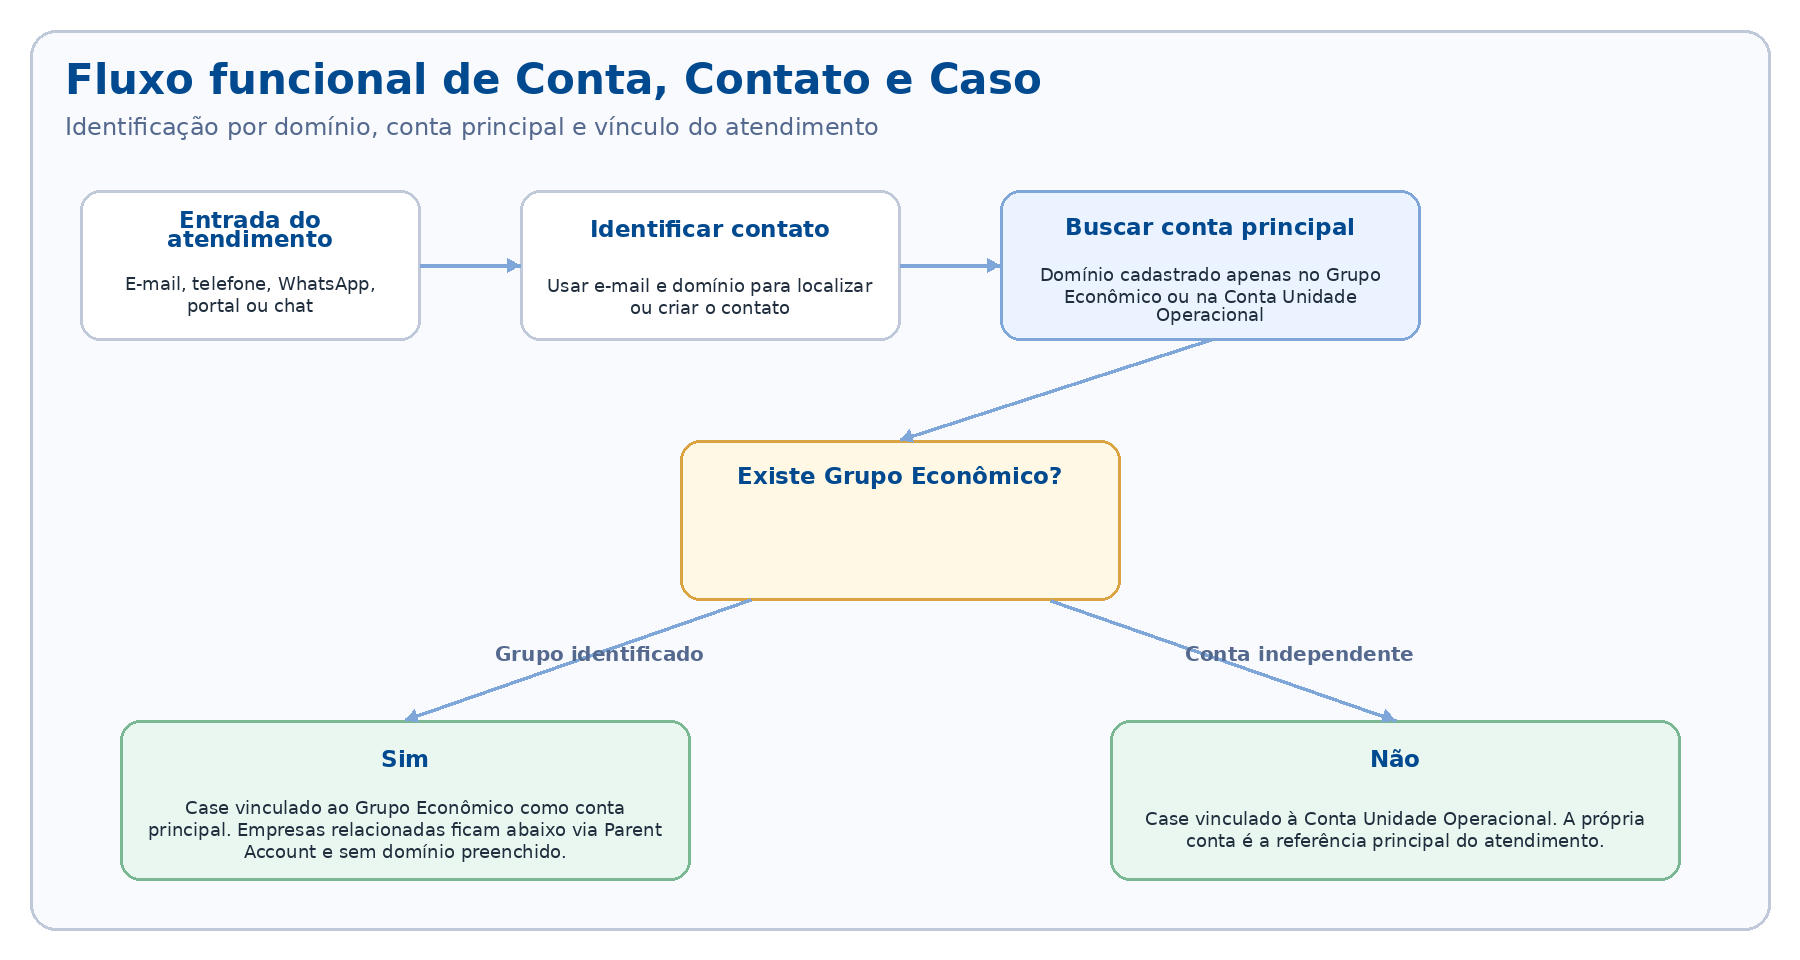 Fluxo funcional de Conta, Contato e Caso
Identificação por domínio, conta principal e vínculo do atendimento
Entrada do
atendimento
E-mail, telefone, WhatsApp,
portal ou chat
Identificar contato
Usar e-mail e domínio para localizar
ou criar o contato
Buscar conta principal
Domínio cadastrado apenas no Grupo
Econômico ou na Conta Unidade
Operacional
Existe Grupo Econômico?
Grupo identificado
Conta independente
Sim
Case vinculado ao Grupo Econômico como conta
principal. Empresas relacionadas ficam abaixo via Parent
Account e sem domínio preenchido.
Não
Case vinculado à Conta Unidade Operacional. A própria
conta é a referência principal do atendimento.